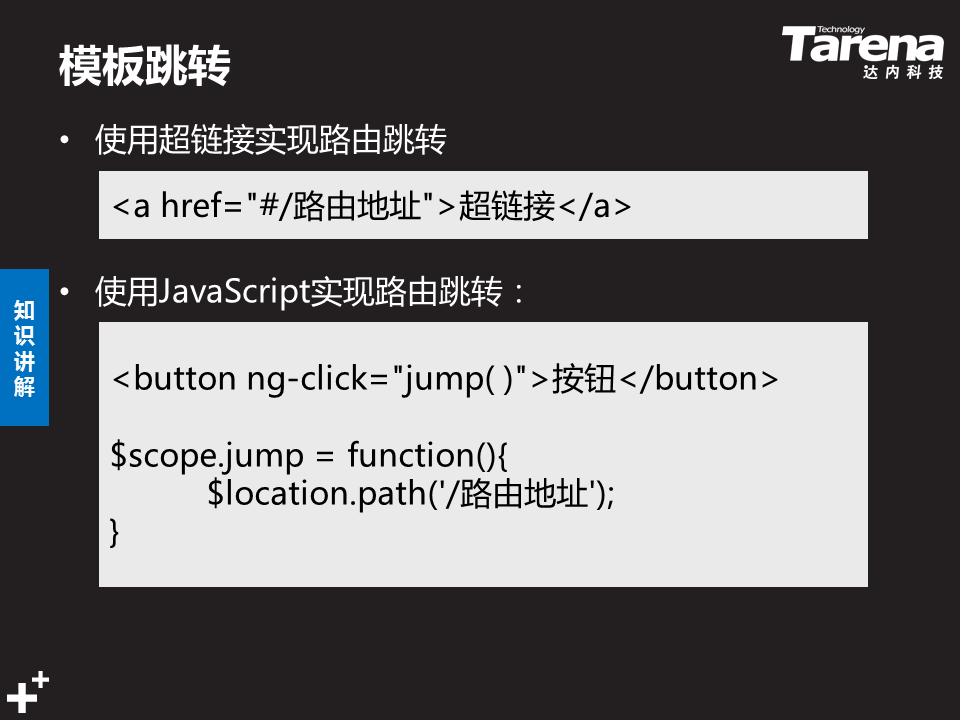 模板跳转
Technology
Tarena
达内科技
• 使用超链接实现路由跳转
<a href="#/路由地址">超链接</a>
• 使用JavaScript实现路由跳转：
知识讲解
<button ng-click="jump( )">按钮</button>
$scope.jump = function(){
$location.path('/路由地址');
}